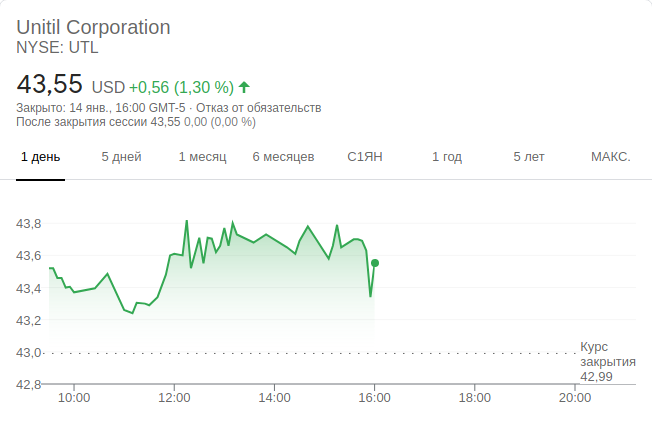 Unitil Corporation
NYSE: UTL
43,55 USD +0,56 (1,30 %)
Закрыто: 14 янв., 16:00 GMT-5 · Отказ от обязательств
После закрытия сессии 43,55 0,00 (0,00 %)
1 день 5 дней 1 месяц 6 месяцев С1ЯН 1 год 5 лет МАКС.
43,8
43,6
43,4
43,2
43,0
42,8
Курс
закрытия
42,99
10:00 12:00 14:00 16:00 18:00 20:00